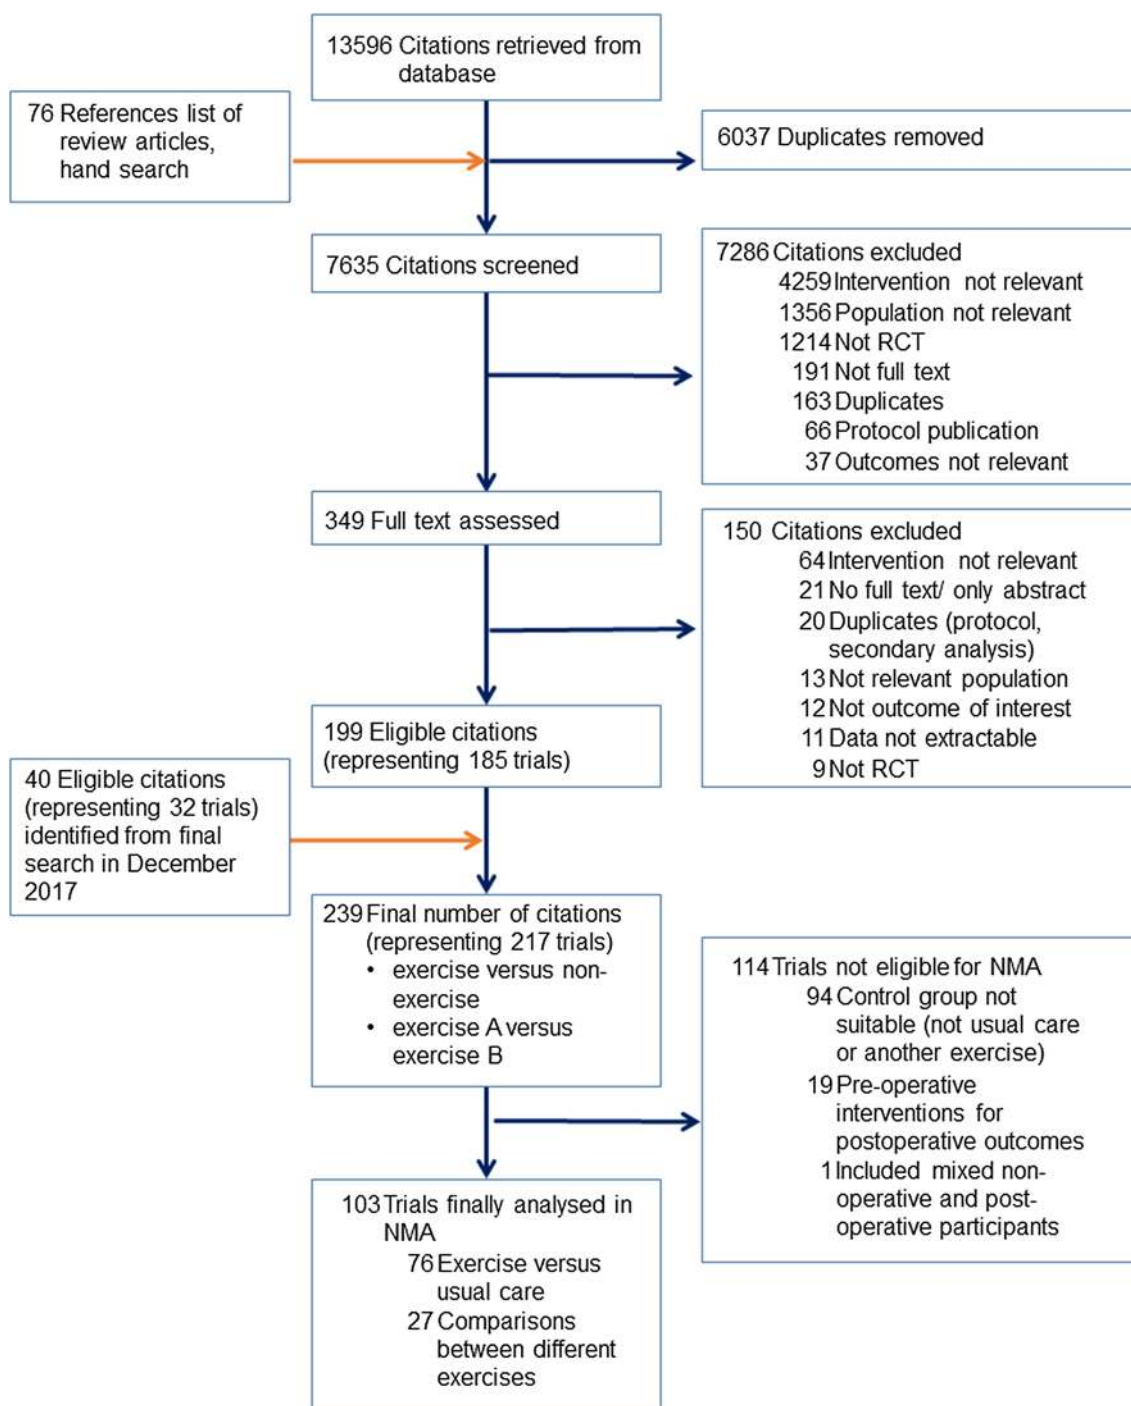 13596 Citations retrieved from
database
76 References list of
review articles,
hand search
6037 Duplicates removed
7635 Citations screened
7286 Citations excluded
4259 Intervention not relevant
1356 Population not relevant
1214 Not RCT
191 Not full text
163 Duplicates
66 Protocol publication
37 Outcomes not relevant
349 Full text assessed
150 Citations excluded
64 Intervention not relevant
21 No full text/ only abstract
20 Duplicates (protocol,
secondary analysis)
13 Not relevant population
12 Not outcome of interest
11 Data not extractable
9 Not RCT
199 Eligible citations
(representing 185 trials)
40 Eligible citations
(representing 32 trials)
identified from final
search in December
2017
239 Final number of citations
(representing 217 trials)
• exercise versus non-
exercise
• exercise A versus
exercise B
114 Trials not eligible for NMA
94 Control group not
suitable (not usual care
or another exercise)
19 Pre-operative
interventions for
postoperative outcomes
1 Included mixed non-
operative and post-
operative participants
103 Trials finally analysed in
NMA
76 Exercise versus
usual care
27 Comparisons
between different
exercises